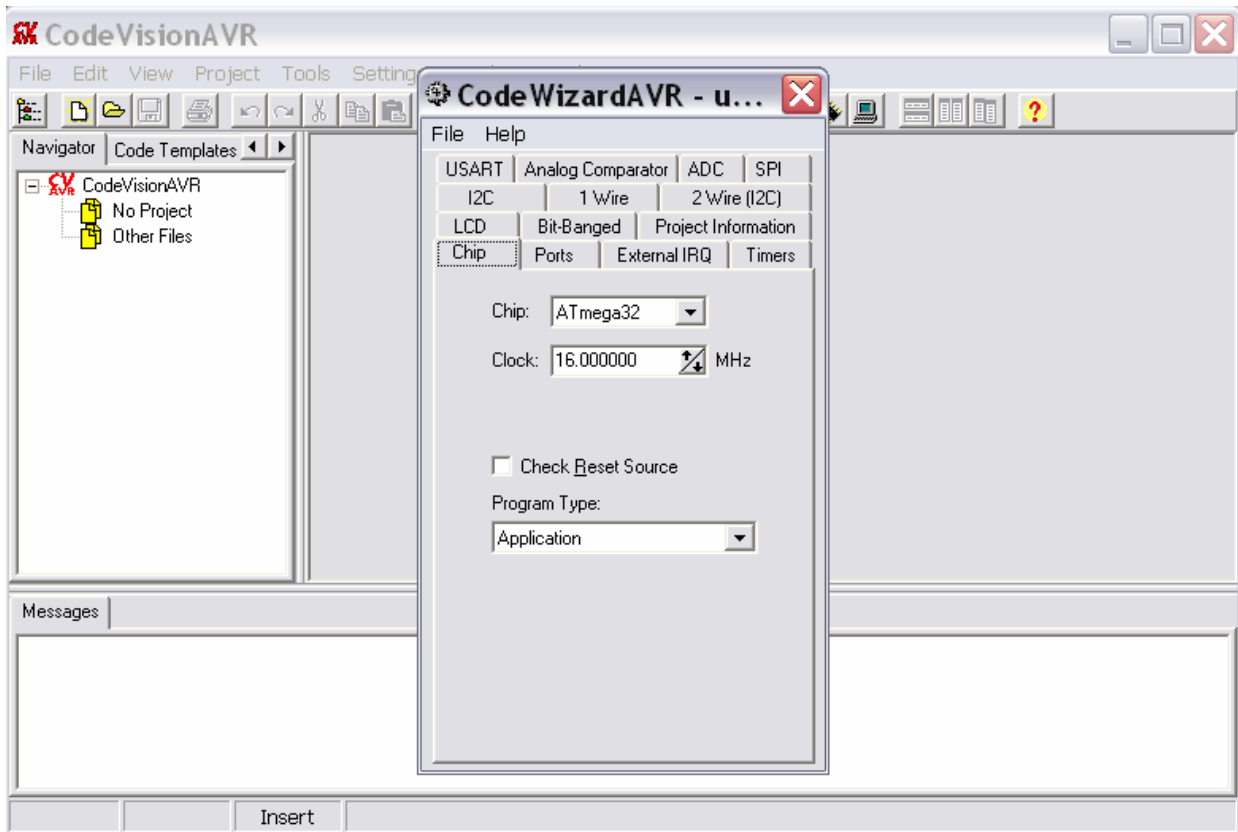 CodeVisionAVR
File Edit View Project Tools Setting
Navigator Code Templates
CodeVisionAVR
No Project
Other Files
CodeWizardAVR - u...
File Help
USART Analog Comparator ADC SPI
I2C 1 Wire 2 Wire (I2C)
LCD Bit-Banged Project Information
Chip Ports External IRQ Timers
Chip: ATmega32
Clock: 16.000000 MHz
Check Reset Source
Program Type:
Application
Messages
Insert